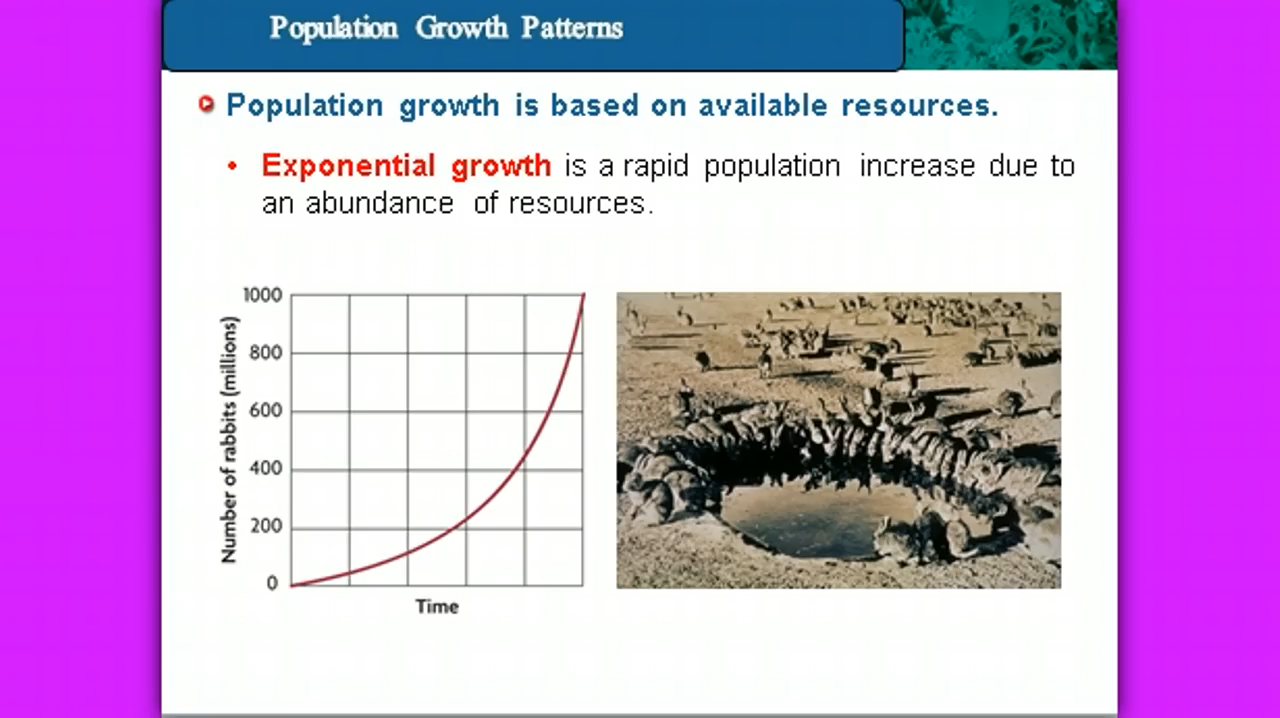 Population Growth Patterns
Population growth is based on available resources.
Exponential growth is a rapid population increase due to
an abundance of resources.
1000
800
600
400
200
0
Number of rabbits (millions)
Time